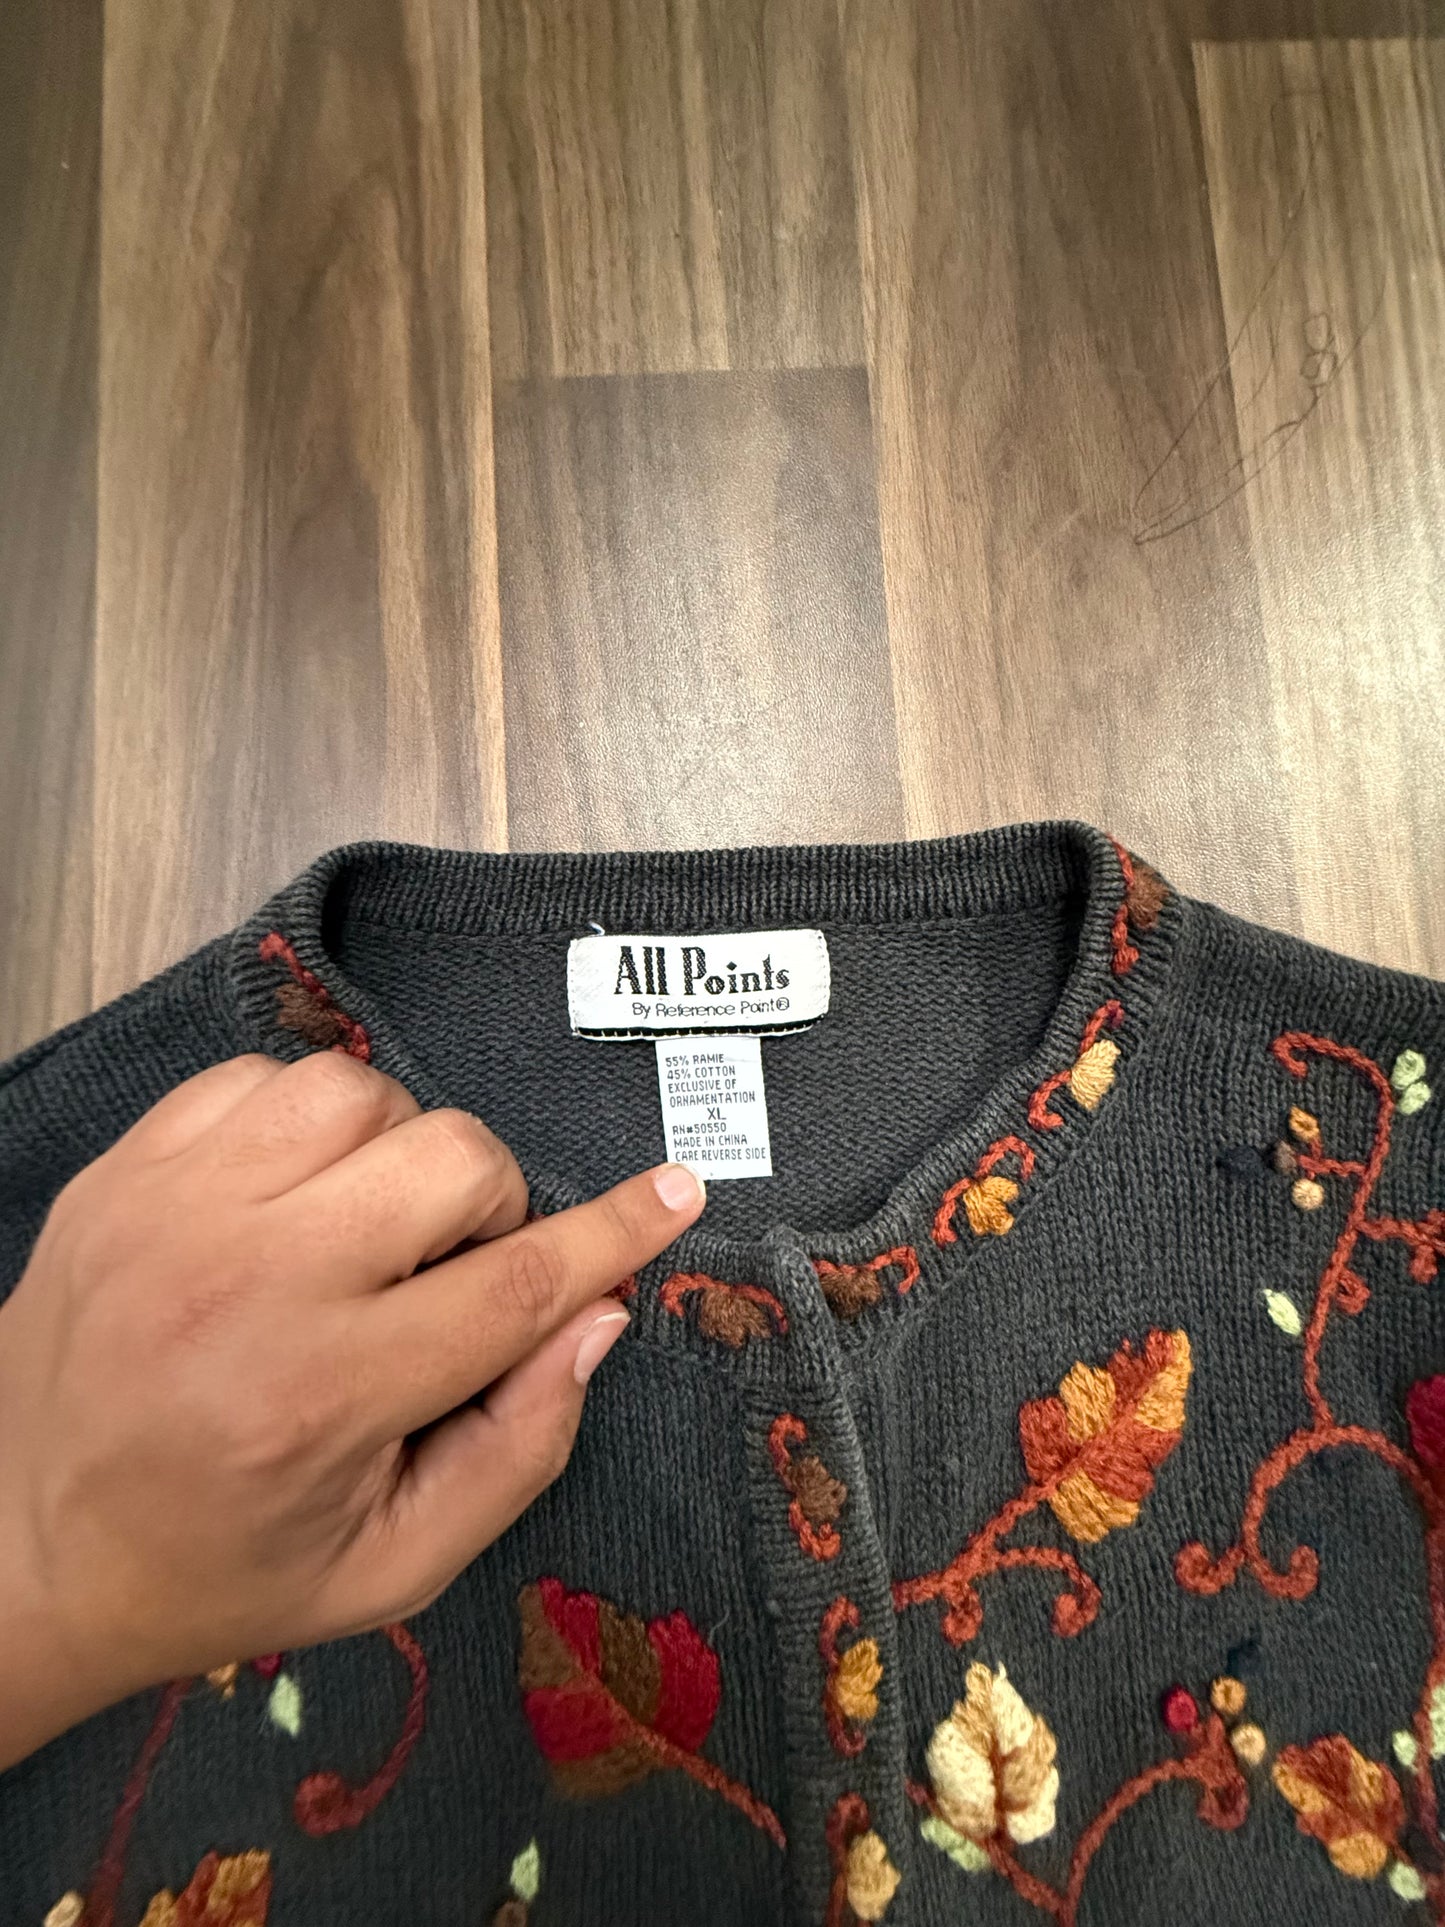 All Points
By Reference Point®
55% RAMIE
45% COTTON
EXCLUSIVE OF
ORNAMENTATION
XL
RN#50550
MADE IN CHINA
CARE REVERSE SIDE